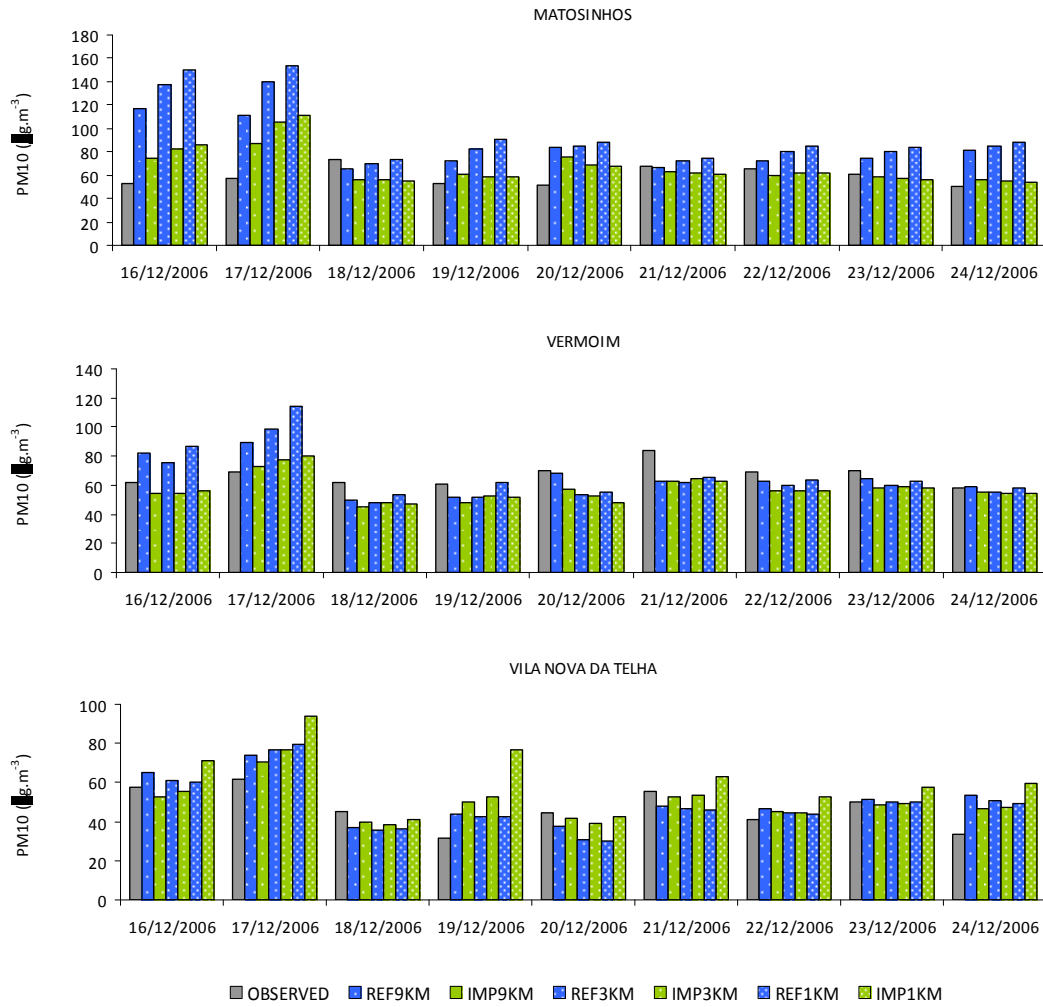 MATOSINHOS
180
160
140
120
100
80
60
40
20
0
PM10 (█g.m-3)
16/12/2006 17/12/2006 18/12/2006 19/12/2006 20/12/2006 21/12/2006 22/12/2006 23/12/2006 24/12/2006
VERMOIM
140
120
100
80
60
40
20
0
PM10 (█g.m-3)
16/12/2006 17/12/2006 18/12/2006 19/12/2006 20/12/2006 21/12/2006 22/12/2006 23/12/2006 24/12/2006
VILA NOVA DA TELHA
100
80
60
40
20
0
PM10 (█g.m-3)
16/12/2006 17/12/2006 18/12/2006 19/12/2006 20/12/2006 21/12/2006 22/12/2006 23/12/2006 24/12/2006
OBSERVED REF9KM IMP9KM REF3KM IMP3KM REF1KM IMP1KM